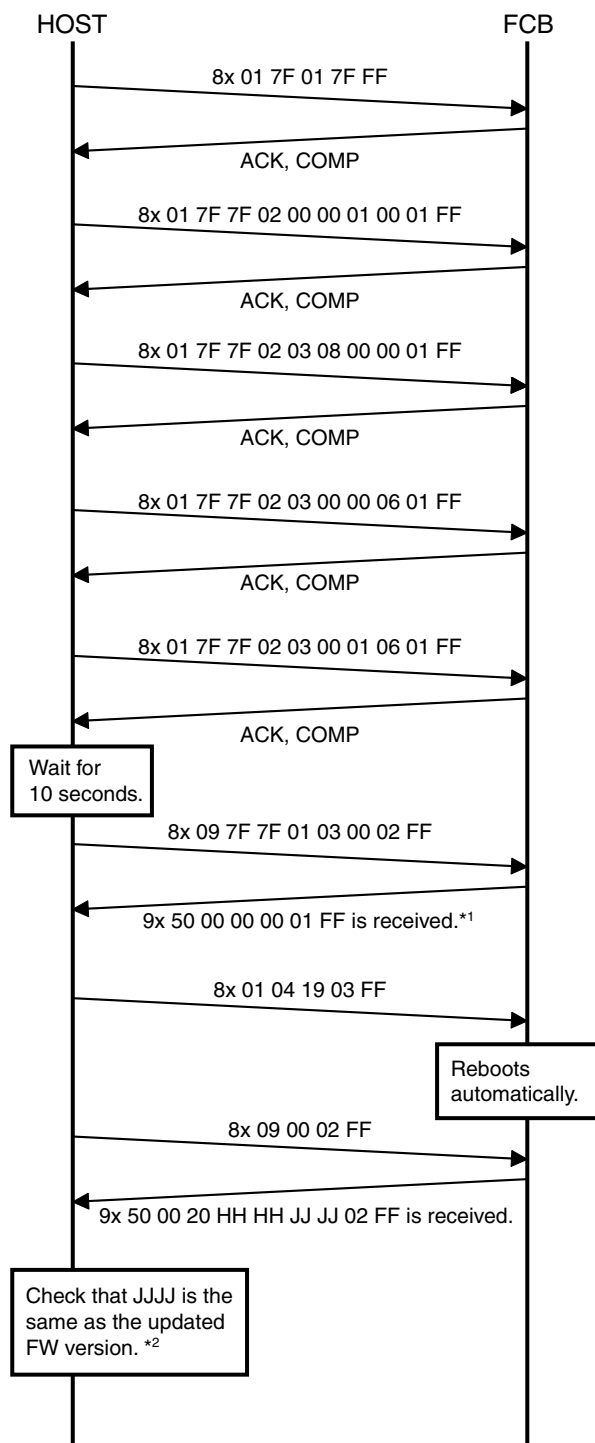 HOST
FCB
8x 01 7F 01 7F FF
ACK, COMP
8x 01 7F 7F 02 00 00 01 00 01 FF
ACK, COMP
8x 01 7F 7F 02 03 08 00 00 01 FF
ACK, COMP
8x 01 7F 7F 02 03 00 00 06 01 FF
ACK, COMP
8x 01 7F 7F 02 03 00 01 06 01 FF
ACK, COMP
Wait for
10 seconds.
8x 09 7F 7F 01 03 00 02 FF
9x 50 00 00 00 01 FF is received.*1
8x 01 04 19 03 FF
Reboots
automatically.
8x 09 00 02 FF
9x 50 00 20 HH HH JJ JJ 02 FF is received.
Check that JJJJ is the
same as the updated
FW version. *2